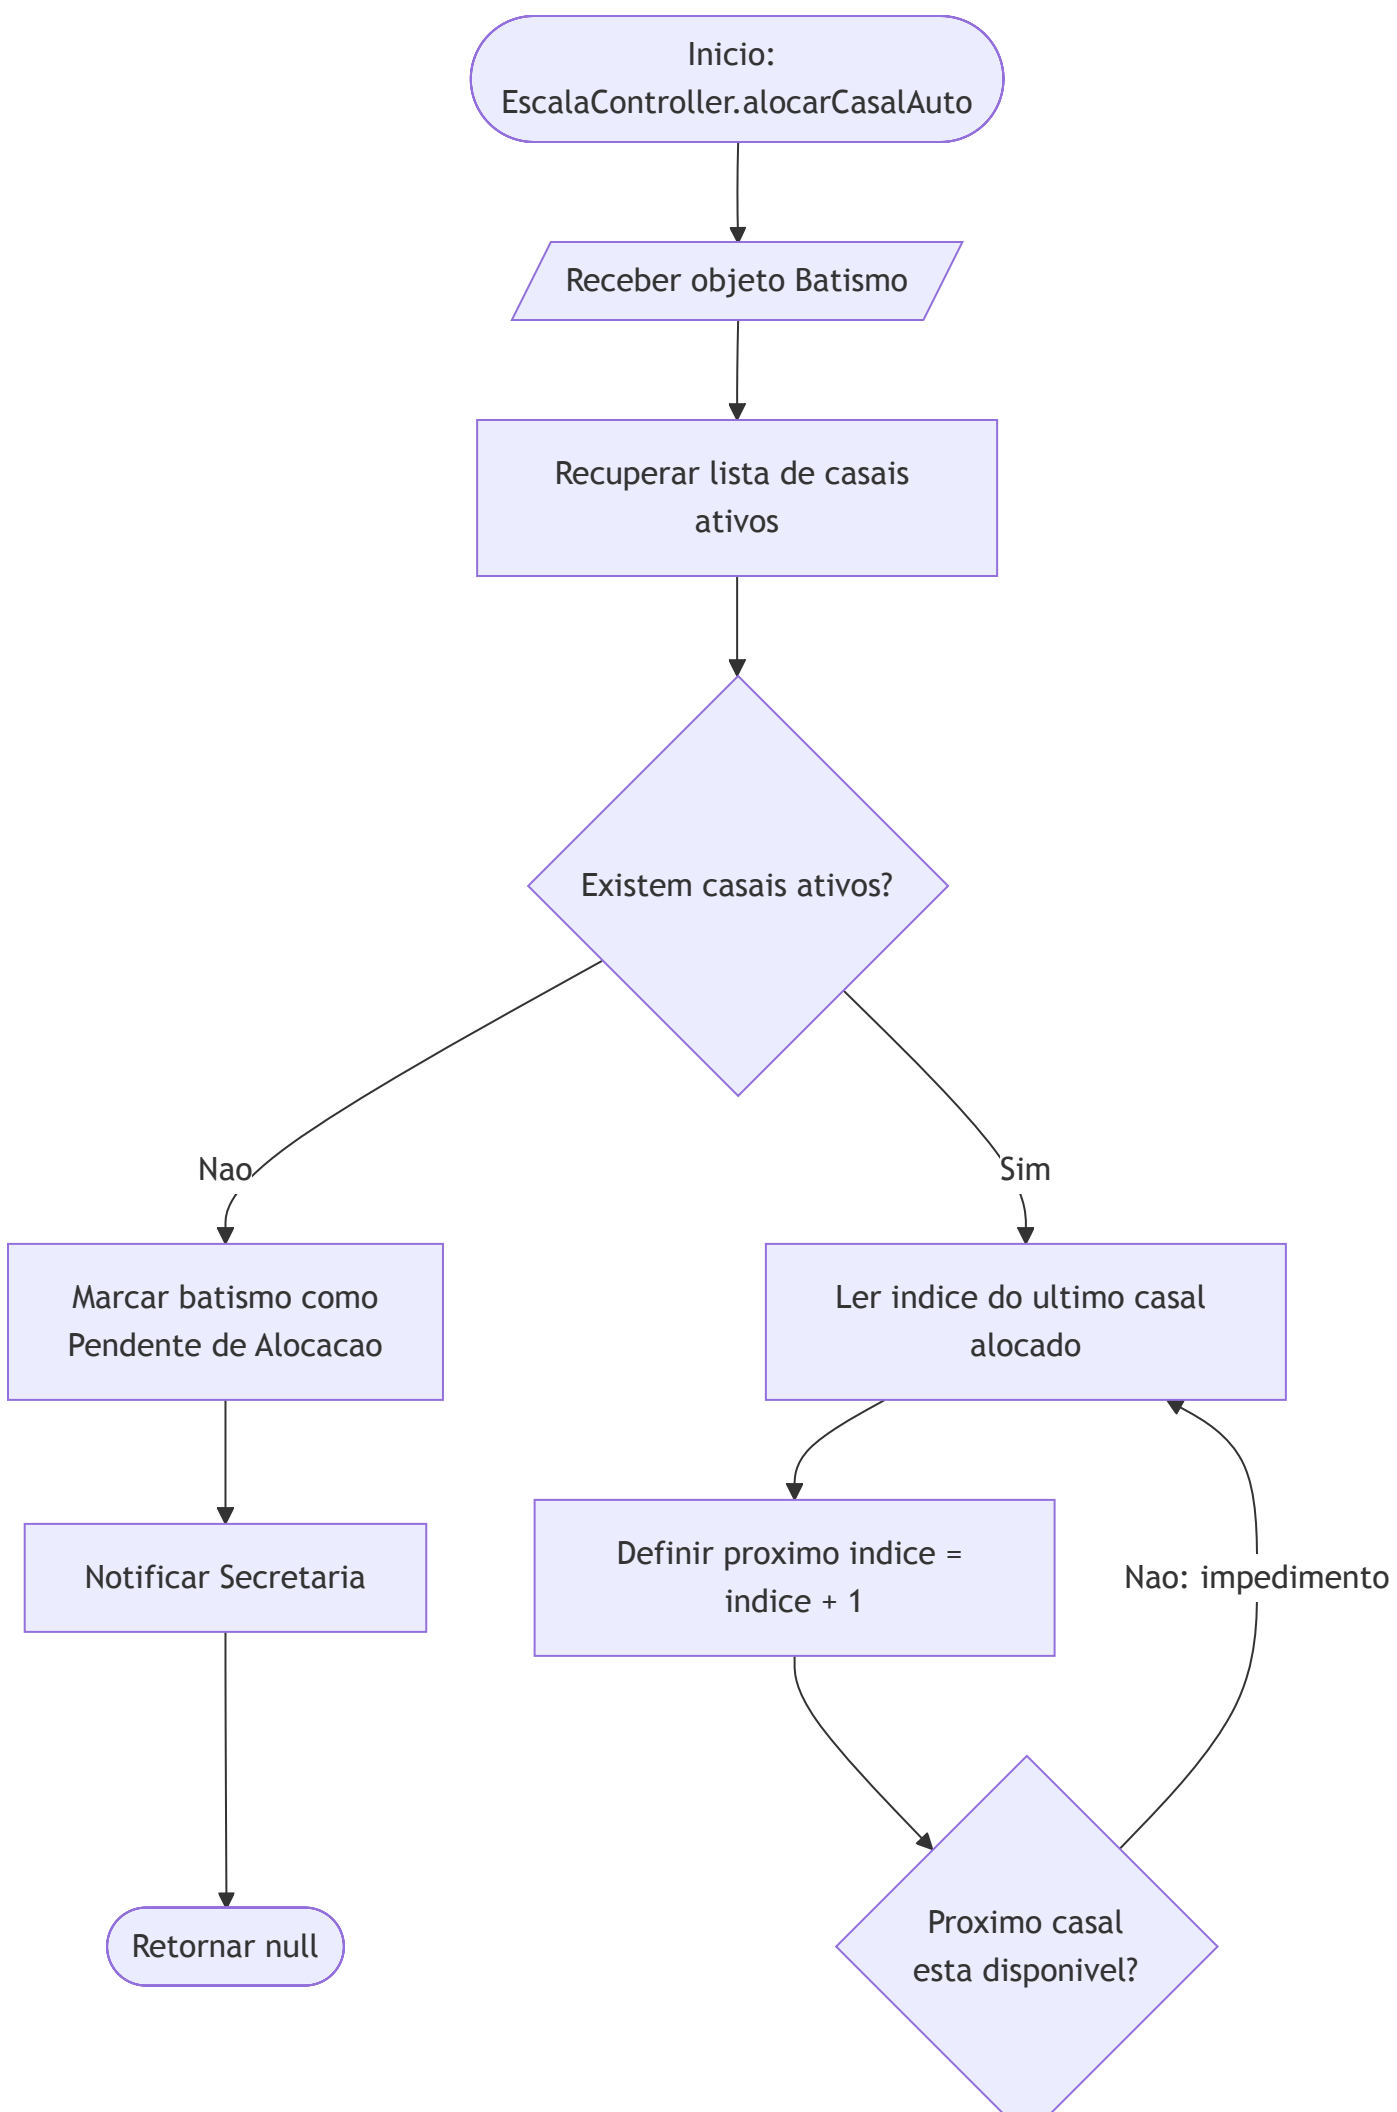 Inicio:
EscalaController.alocarCasalAuto
Receber objeto Batismo
Recuperar lista de casais
ativos
Existem casais ativos?
Nao
Sim
Marcar batismo como
Pendente de Alocacao
Ler indice do ultimo casal
alocado
Notificar Secretaria
Definir proximo indice =
indice + 1
Nao: impedimento
Retornar null
Proximo casal
esta disponivel?